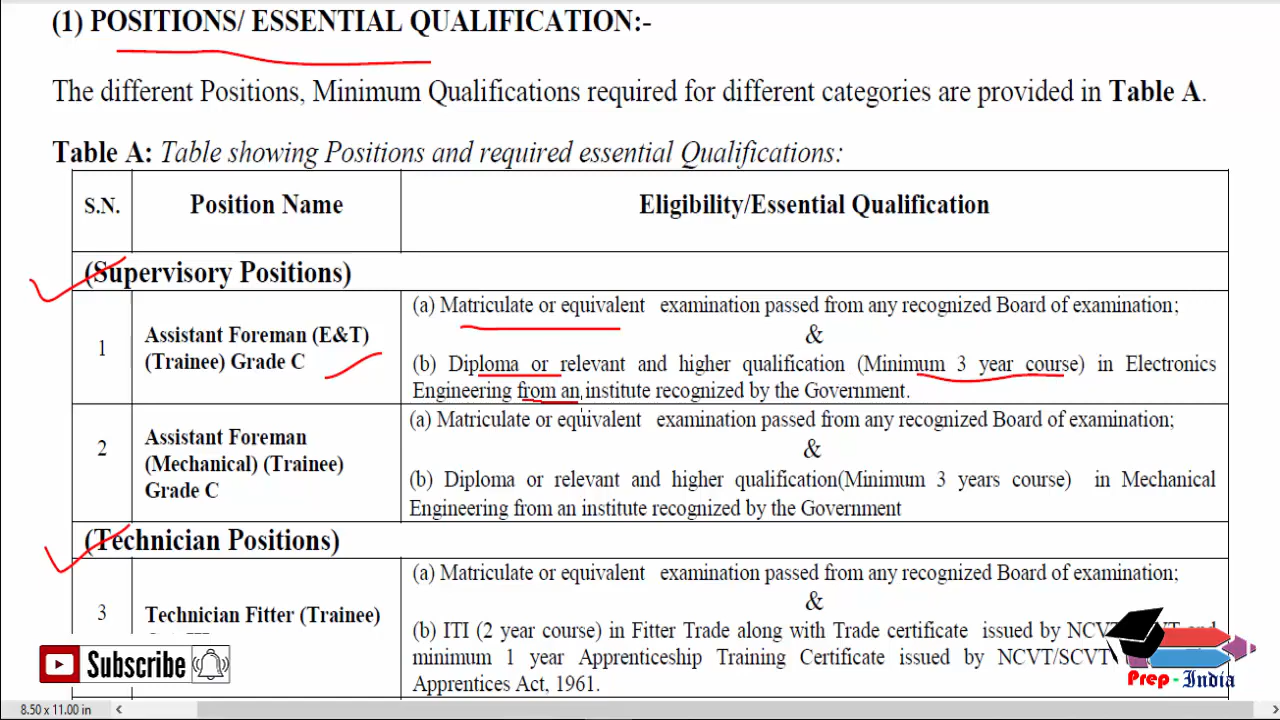 (1) POSITIONS/ ESSENTIAL QUALIFICATION:-
The different Positions, Minimum Qualifications required for different categories are provided in Table A.
Table A: Table showing Positions and required essential Qualifications:
S.N. Position Name Eligibility/Essential Qualification
(Supervisory Positions)
1 Assistant Foreman (E&T) (Trainee) Grade C
(a) Matriculate or equivalent examination passed from any recognized Board of examination;
&
(b) Diploma or relevant and higher qualification (Minimum 3 year course) in Electronics
Engineering from an institute recognized by the Government.
2 Assistant Foreman (Mechanical) (Trainee) Grade C
(a) Matriculate or equivalent examination passed from any recognized Board of examination;
&
(b) Diploma or relevant and higher qualification(Minimum 3 years course) in Mechanical
Engineering from an institute recognized by the Government
(Technician Positions)
3 Technician Fitter (Trainee)
(a) Matriculate or equivalent examination passed from any recognized Board of examination;
&
(b) ITI (2 year course) in Fitter Trade along with Trade certificate issued by
minimum 1 year Apprenticeship Training Certificate issued by NCVT/SCVT
Apprentices Act, 1961.
Subscribe
Prep - India
8.50 x 11.00 in